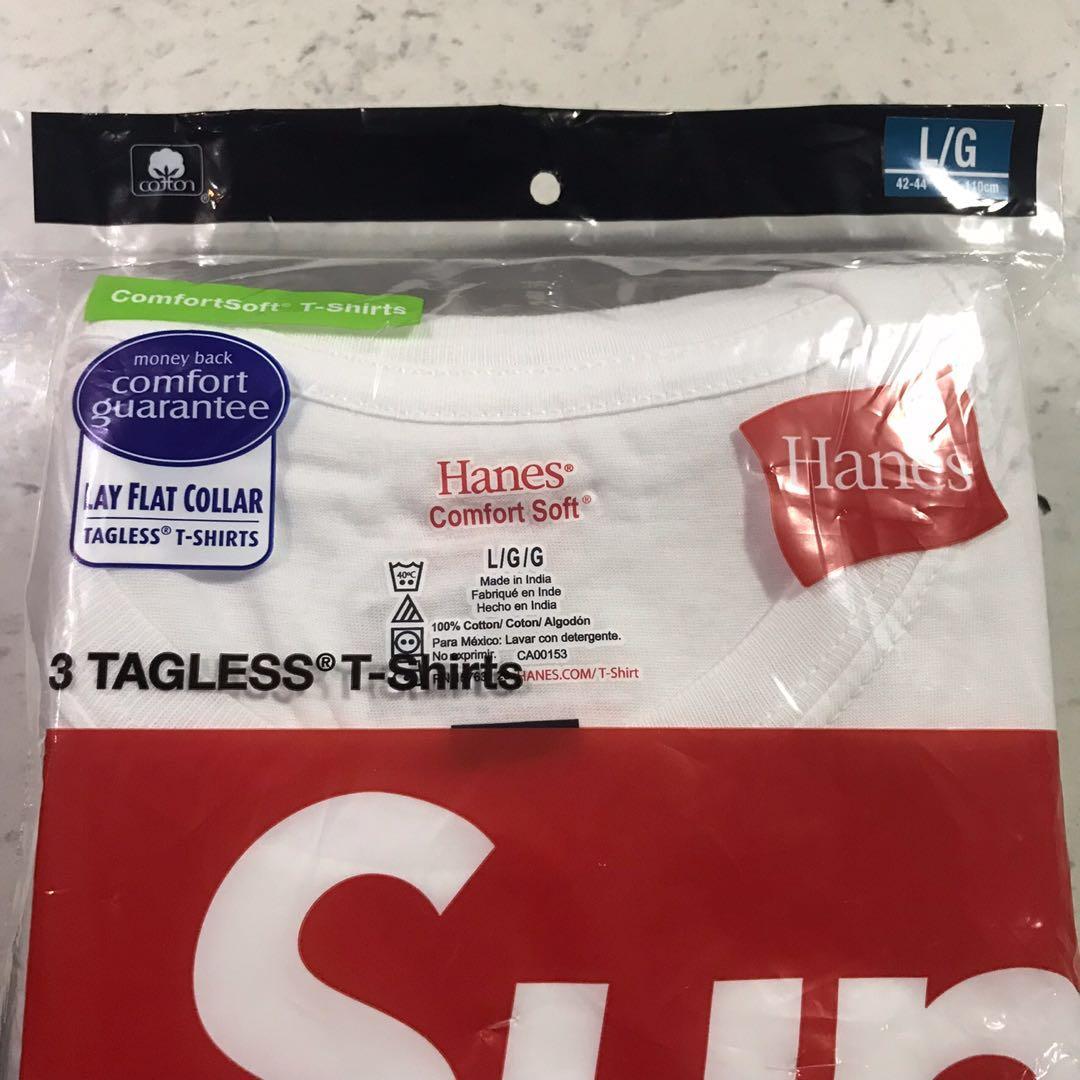 cotton
L/G
42-44
110cm
ComfortSoft® T-Shirts
money back
comfort
guarantee
LAY FLAT COLLAR
TAGLESS® T-SHIRTS
Hanes
Hanes®
Comfort Soft®
L/G/G
40°C
Made in India
Fabriqué en Inde
Hecho en India
100% Cotton/ Coton/ Algodón
Para México: Lavar con detergente.
No exprimir. CA00153
HANES.COM/T-Shirt
3 TAGLESS® T-Shirts
Sup